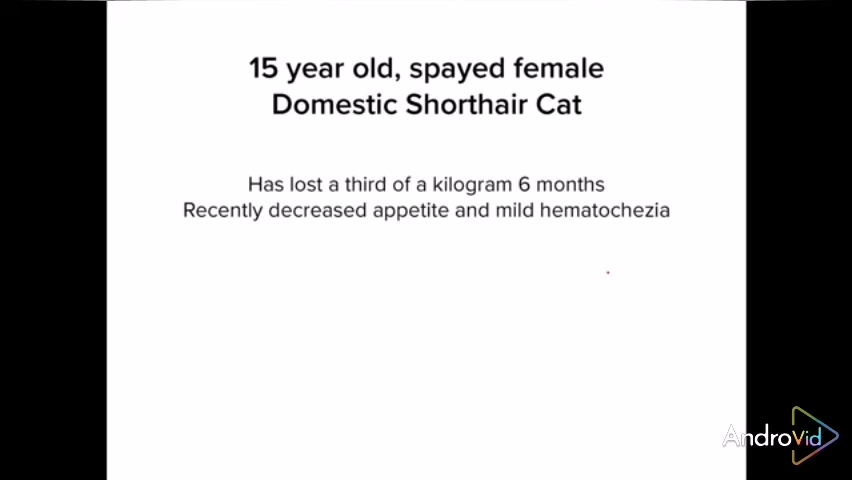 15 year old, spayed female
Domestic Shorthair Cat
Has lost a third of a kilogram 6 months
Recently decreased appetite and mild hematochezia
AndroVid